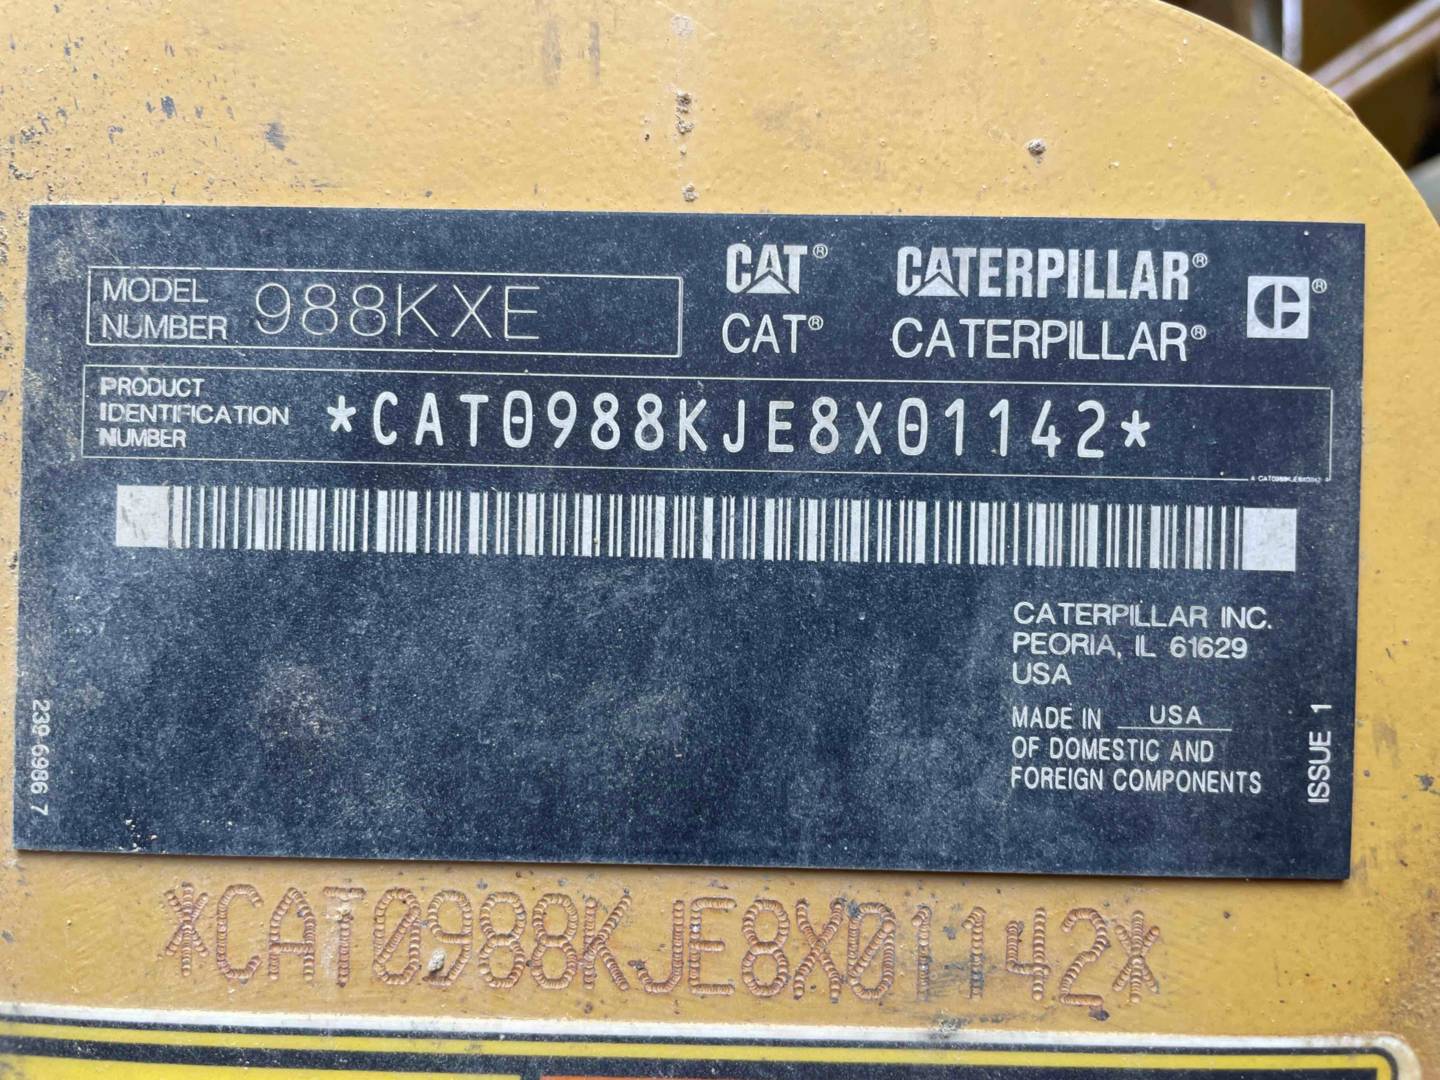 CAT® CATERPILLAR® ®
MODEL NUMBER 988KXE
CAT® CATERPILLAR®
PRODUCT
IDENTIFICATION
NUMBER
*CAT0988KJE8X01142*
CATERPILLAR INC.
PEORIA, IL 61629
USA
MADE IN USA
OF DOMESTIC AND
FOREIGN COMPONENTS
239-6986 7
ISSUE 1
*CAT0988KJE8X01142*